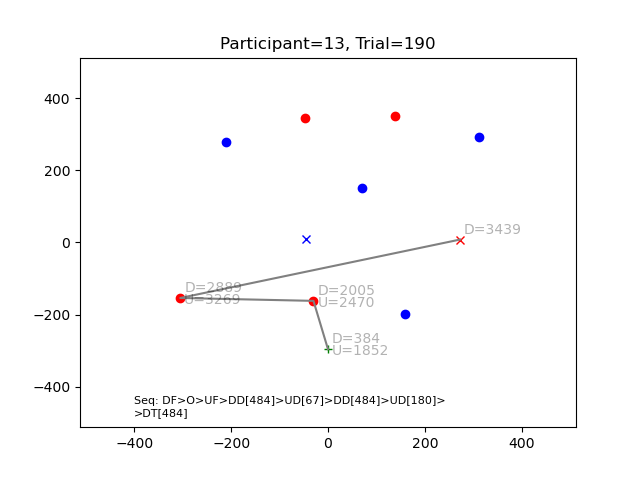 Participant=13, Trial=190
400
200
0
−200
−400
D=3439
D=2889
U=3269
D=2005
U=2470
D=384
U=1852
Seq: DF>O>UF>DD[484]>UD[67]>DD[484]>UD[180]>
>DT[484]
−400
−200
0
200
400